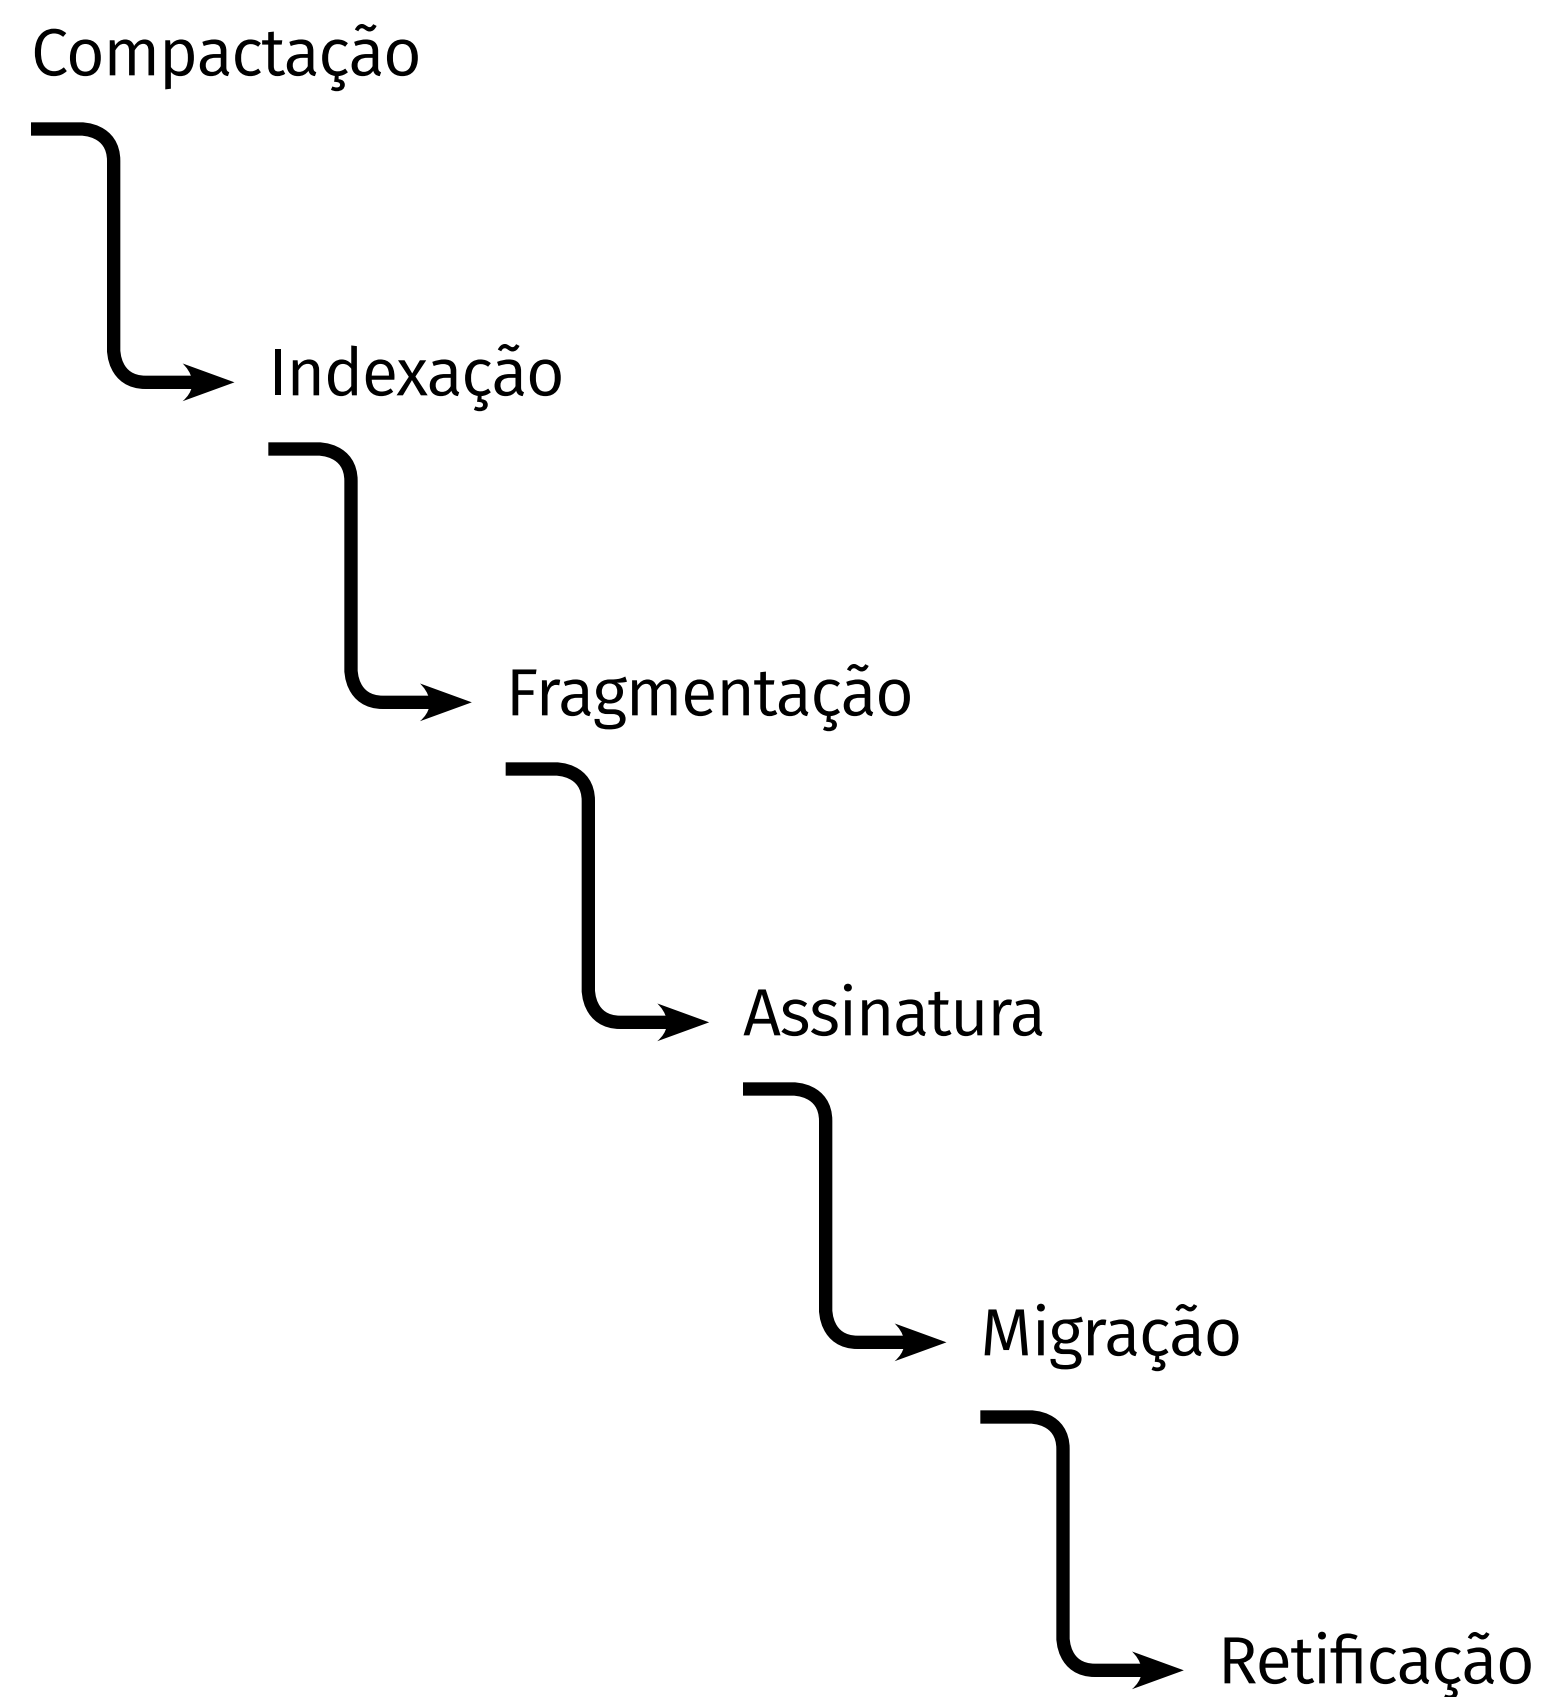 Compactação
Indexação
Fragmentação
Assinatura
Migração
Retificação